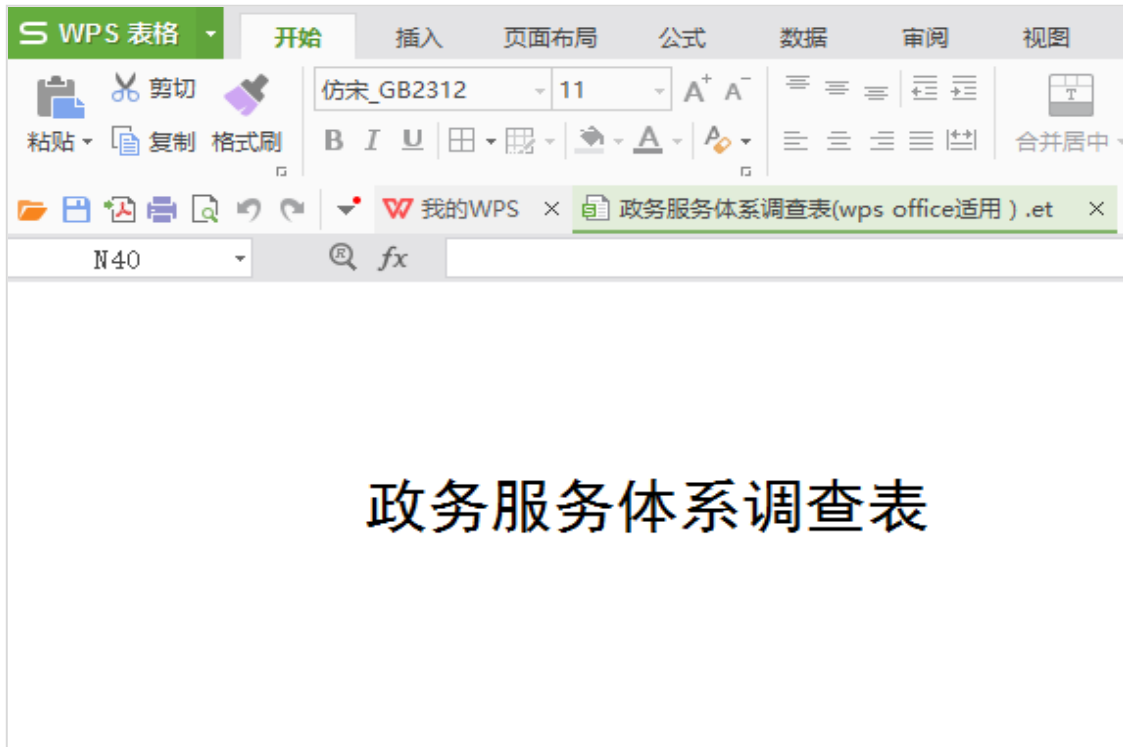 WPS 表格 开始 插入 页面布局 公式 数据 审阅 视图
剪切 仿宋_GB2312 11 A+ A-
粘贴 复制 格式刷 B I U A 合并居中
我的WPS × 政务服务体系调查表(wps office适用 ) .et ×
N40 fx
政务服务体系调查表